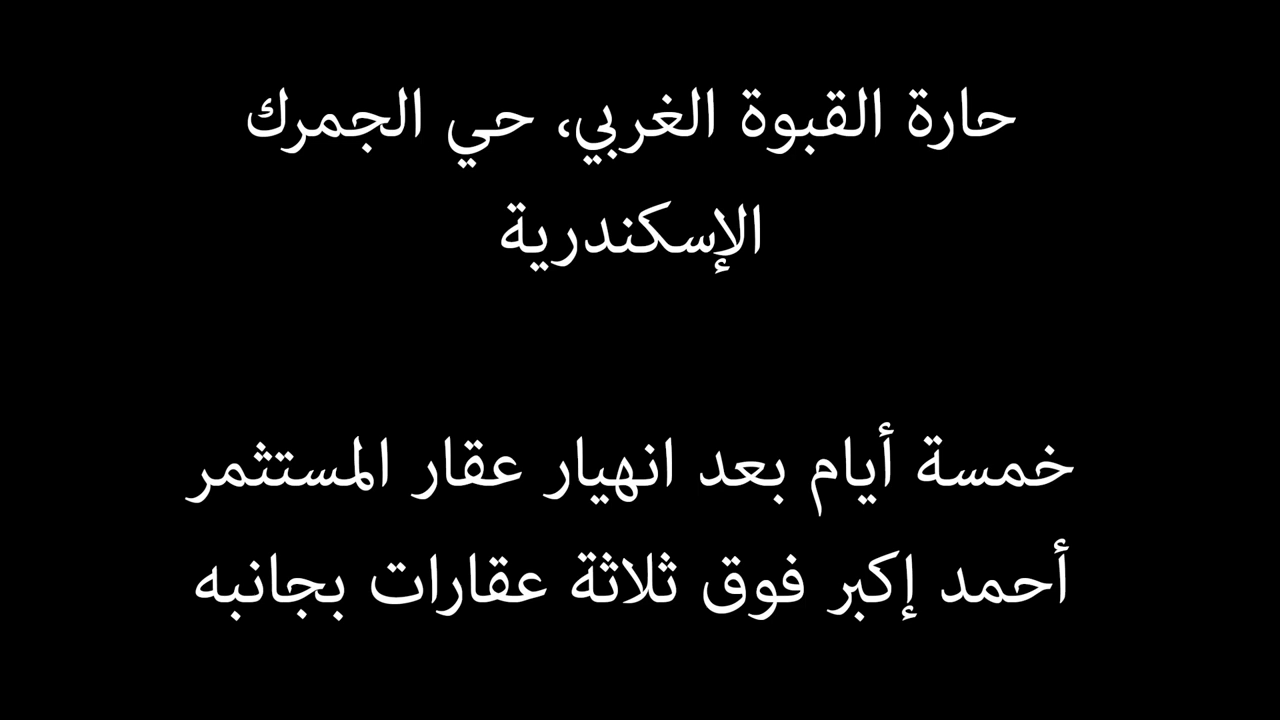 حارة القبوة الغربي، حي الجمرك
الإسكندرية
خمسة أيام بعد انهيار عقار المستثمر
أحمد إكبر فوق ثلاثة عقارات بجانبه